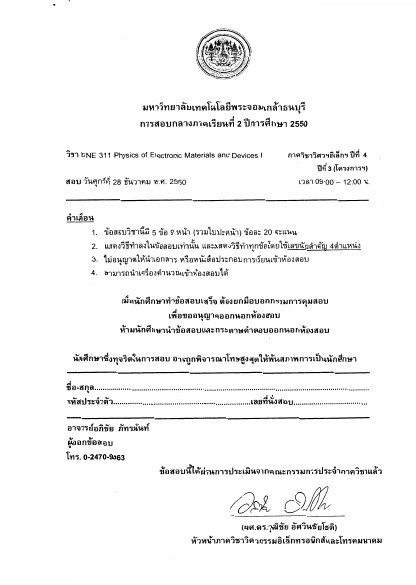 มหาวิทยาลัยเทคโนโลยีพระจอมเกล้าธนบุรี
การสอบกลางภาคเรียนที่ 2 ปีการศึกษา 2550
วิชา ENE 311 Physics of Electronic Materials and Devices I
ภาควิชาวิศวฯอิเล็กฯ ปีที่ 4
ปีที่ 3 (โครงการฯ)
สอบ วันศุกร์ที่ 28 ธันวาคม พ.ศ. 2550
เวลา 09:00 – 12:00 น.
คำเตือน
1. ข้อสอบวิชานี้มี 5 ข้อ 9 หน้า (รวมใบปะหน้า) ข้อละ 20 คะแนน
2. แสดงวิธีทำลงในข้อสอบเท่านั้น และแสดงวิธีทำทุกข้อโดยใช้เลขนัยสำคัญ 4ตำแหน่ง
3. ไม่อนุญาตให้นำเอกสาร หรือหนังสือประกอบการเรียนเข้าห้องสอบ
4. สามารถนำเครื่องคำนวณเข้าห้องสอบได้
เมื่อนักศึกษาทำข้อสอบเสร็จ ต้องยกมือบอกกรรมการคุมสอบ
เพื่อขออนุญาตออกนอกห้องสอบ
ห้ามนักศึกษานำข้อสอบและกระดาษคำตอบออกนอกห้องสอบ
นักศึกษาซึ่งทุจริตในการสอบ อาจถูกพิจารณาโทษสูงสุดให้พ้นสภาพการเป็นนักศึกษา
ชื่อ-สกุล
รหัสประจำตัว เลขที่นั่งสอบ
อาจารย์อภิชัย ภัทรนันท์
ผู้ออกข้อสอบ
โทร. 0-2470-9063
ข้อสอบนี้ได้ผ่านการประเมินจากคณะกรรมการประจำภาควิชาแล้ว
(ผศ.ดร.วุฒิชัย อัศวินชัยโชติ)
หัวหน้าภาควิชาวิศวกรรมอิเล็กทรอนิกส์และโทรคมนาคม